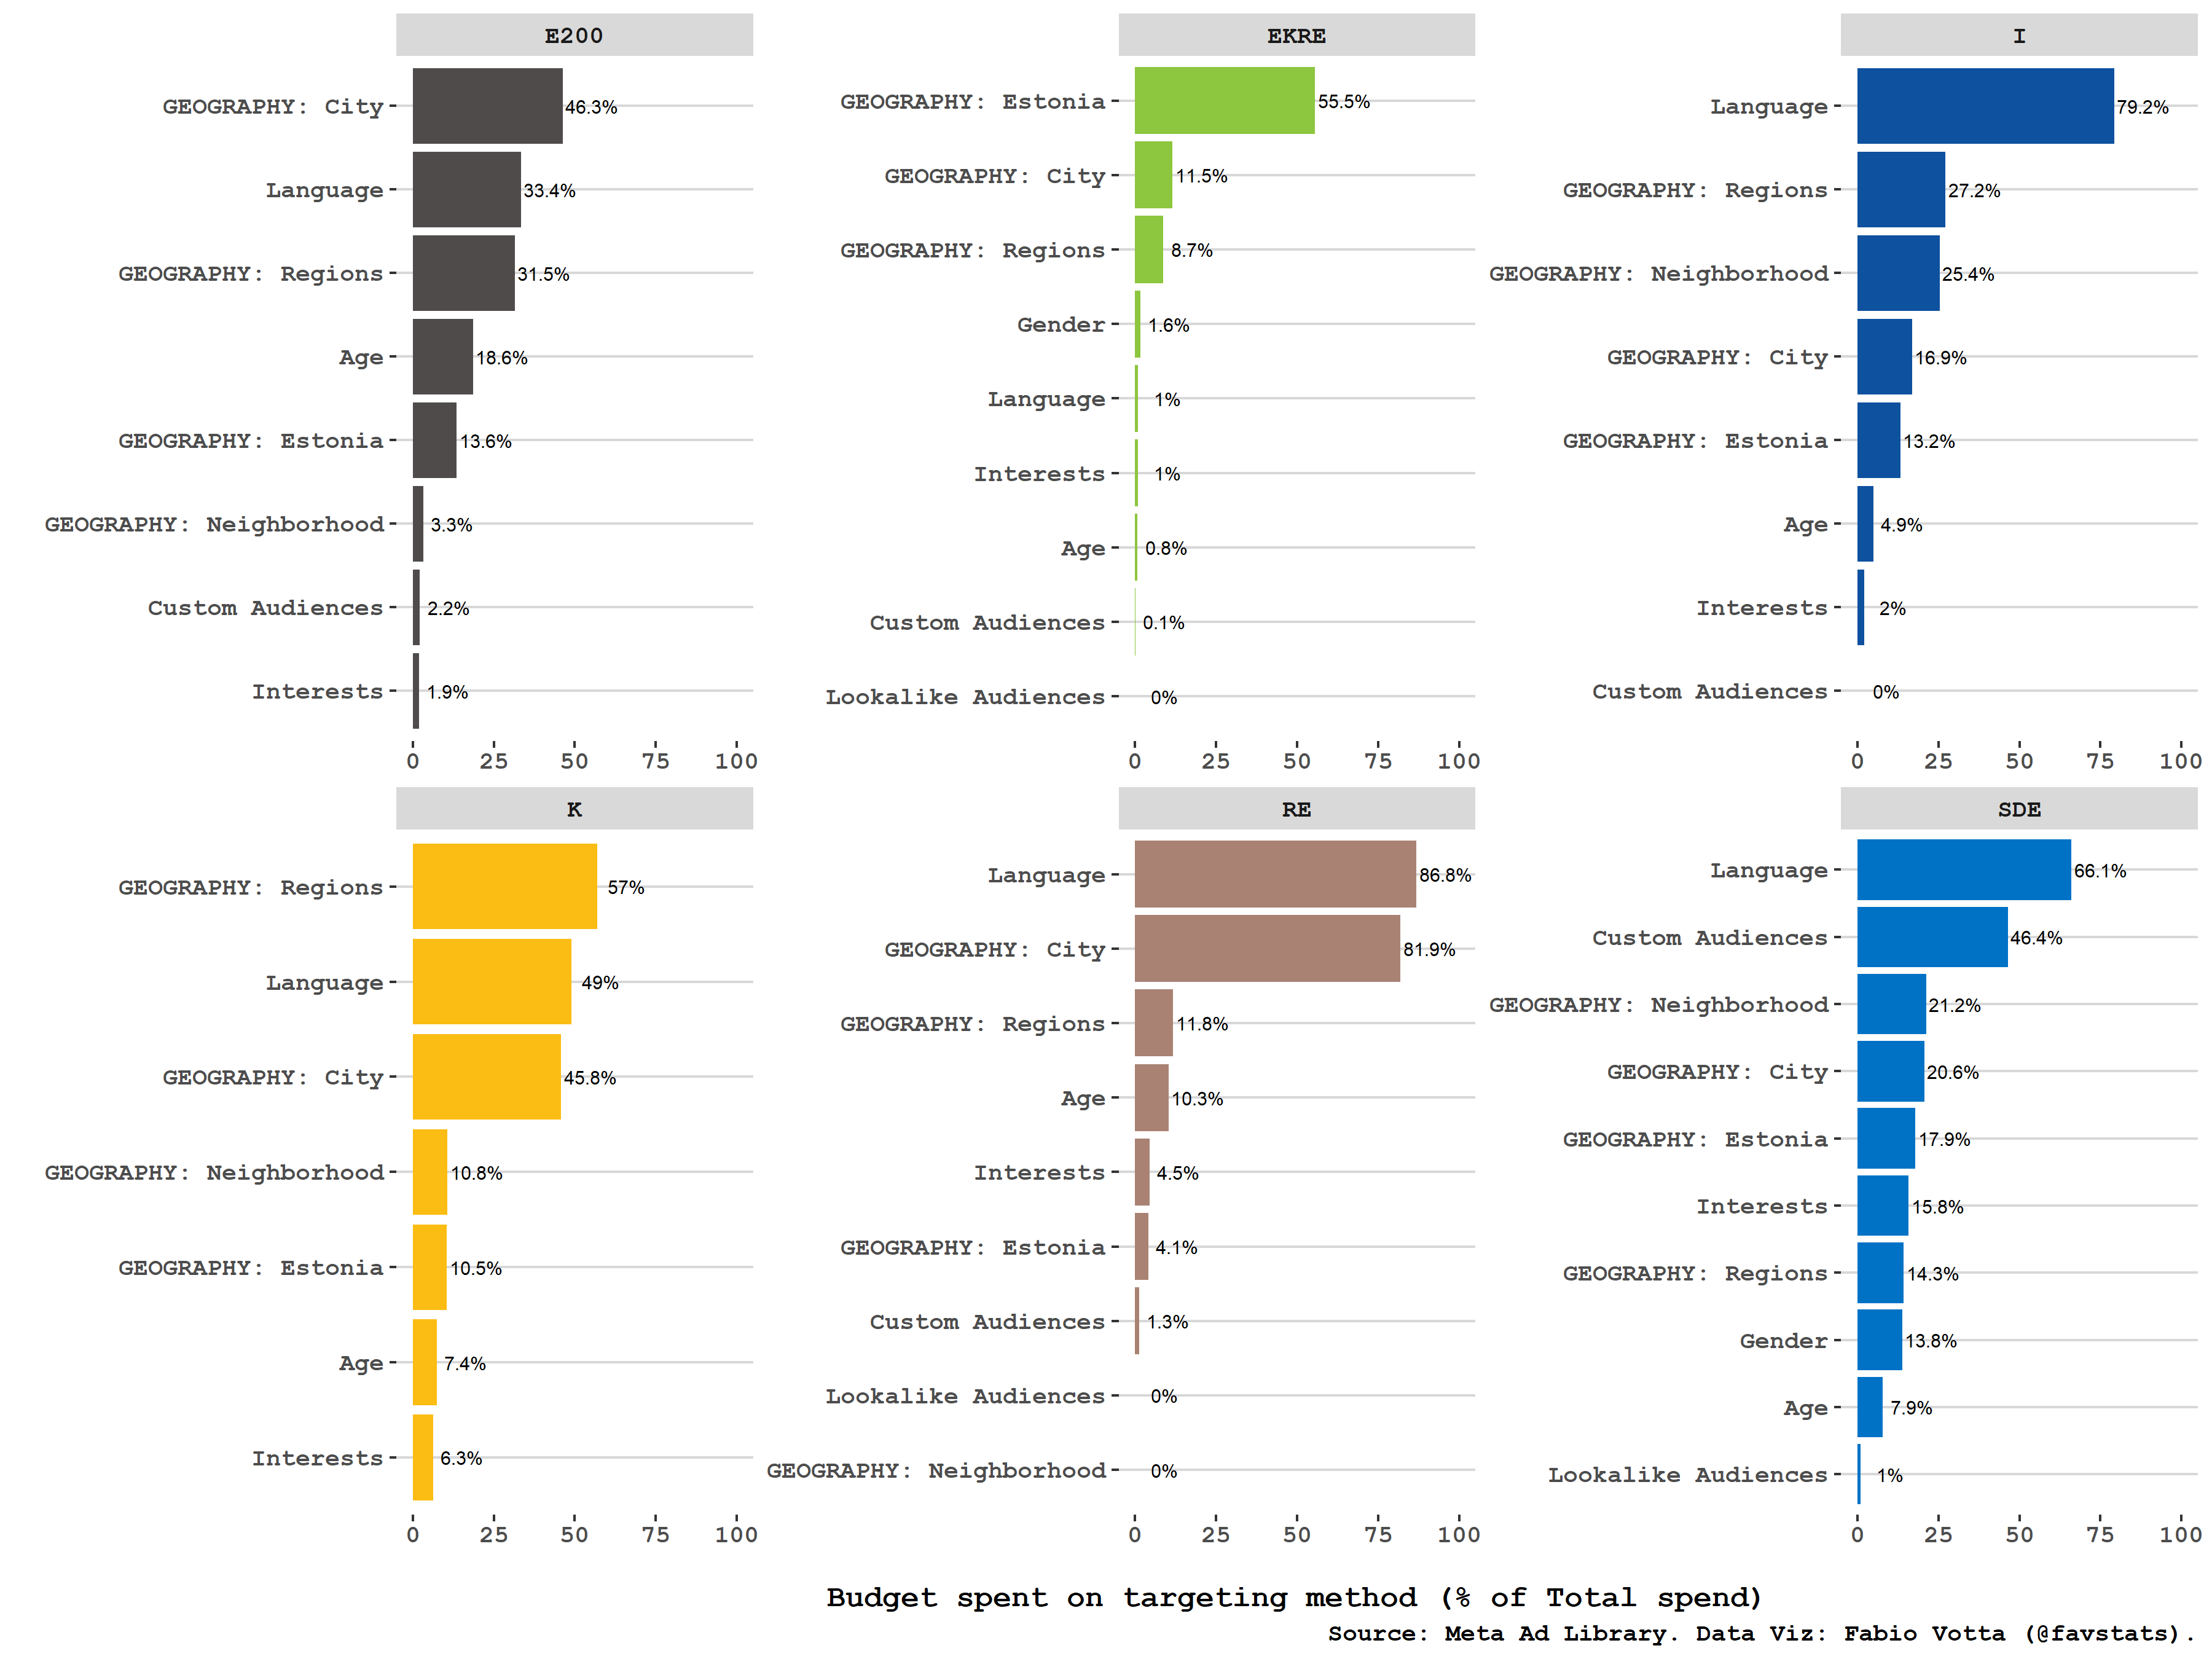 E200
GEOGRAPHY: City 46.3%
Language 33.4%
GEOGRAPHY: Regions 31.5%
Age 18.6%
GEOGRAPHY: Estonia 13.6%
GEOGRAPHY: Neighborhood 3.3%
Custom Audiences 2.2%
Interests 1.9%
0 25 50 75 100
EKRE
GEOGRAPHY: Estonia 55.5%
GEOGRAPHY: City 11.5%
GEOGRAPHY: Regions 8.7%
Gender 1.6%
Language 1%
Interests 1%
Age 0.8%
Custom Audiences 0.1%
Lookalike Audiences 0%
0 25 50 75 100
I
Language 79.2%
GEOGRAPHY: Regions 27.2%
GEOGRAPHY: Neighborhood 25.4%
GEOGRAPHY: City 16.9%
GEOGRAPHY: Estonia 13.2%
Age 4.9%
Interests 2%
Custom Audiences 0%
0 25 50 75 100
K
GEOGRAPHY: Regions 57%
Language 49%
GEOGRAPHY: City 45.8%
GEOGRAPHY: Neighborhood 10.8%
GEOGRAPHY: Estonia 10.5%
Age 7.4%
Interests 6.3%
0 25 50 75 100
RE
Language 86.8%
GEOGRAPHY: City 81.9%
GEOGRAPHY: Regions 11.8%
Age 10.3%
Interests 4.5%
GEOGRAPHY: Estonia 4.1%
Custom Audiences 1.3%
Lookalike Audiences 0%
GEOGRAPHY: Neighborhood 0%
0 25 50 75 100
SDE
Language 66.1%
Custom Audiences 46.4%
GEOGRAPHY: Neighborhood 21.2%
GEOGRAPHY: City 20.6%
GEOGRAPHY: Estonia 17.9%
Interests 15.8%
GEOGRAPHY: Regions 14.3%
Gender 13.8%
Age 7.9%
Lookalike Audiences 1%
0 25 50 75 100
Budget spent on targeting method (% of Total spend)
Source: Meta Ad Library. Data Viz: Fabio Votta (@favstats).